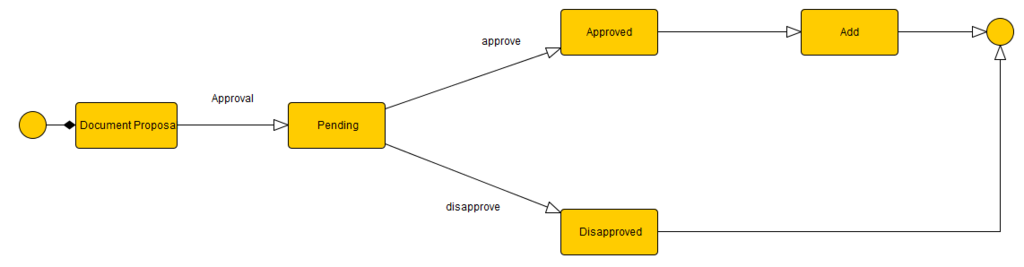 approve
Approved
Add
Approval
Document Proposa
Pending
disapprove
Disapproved